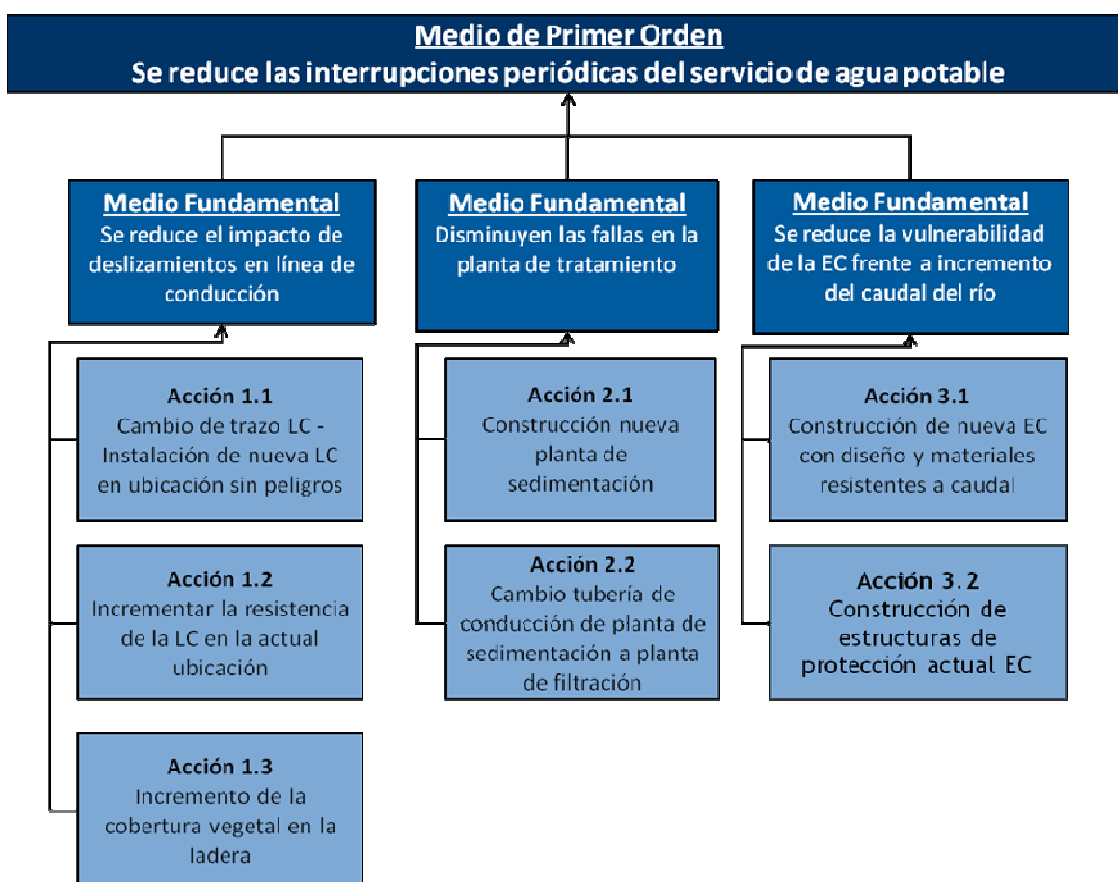 Medio de Primer Orden
Se reduce las interrupciones periódicas del servicio de agua potable
Medio Fundamental
Se reduce el impacto de
deslizamientos en línea de
conducción
Medio Fundamental
Disminuyen las fallas en la
planta de tratamiento
Medio Fundamental
Se reduce la vulnerabilidad
de la EC frente a incremento
del caudal del río
Acción 1.1
Cambio de trazo LC -
Instalación de nueva LC
en ubicación sin peligros
Acción 2.1
Construcción nueva
planta de
sedimentación
Acción 3.1
Construcción de nueva EC
con diseño y materiales
resistentes a caudal
Acción 1.2
Incrementar la resistencia
de la LC en la actual
ubicación
Acción 2.2
Cambio tubería de
conducción de planta de
sedimentación a planta
de filtración
Acción 3.2
Construcción de
estructuras de
protección actual EC
Acción 1.3
Incremento de la
cobertura vegetal en la
ladera